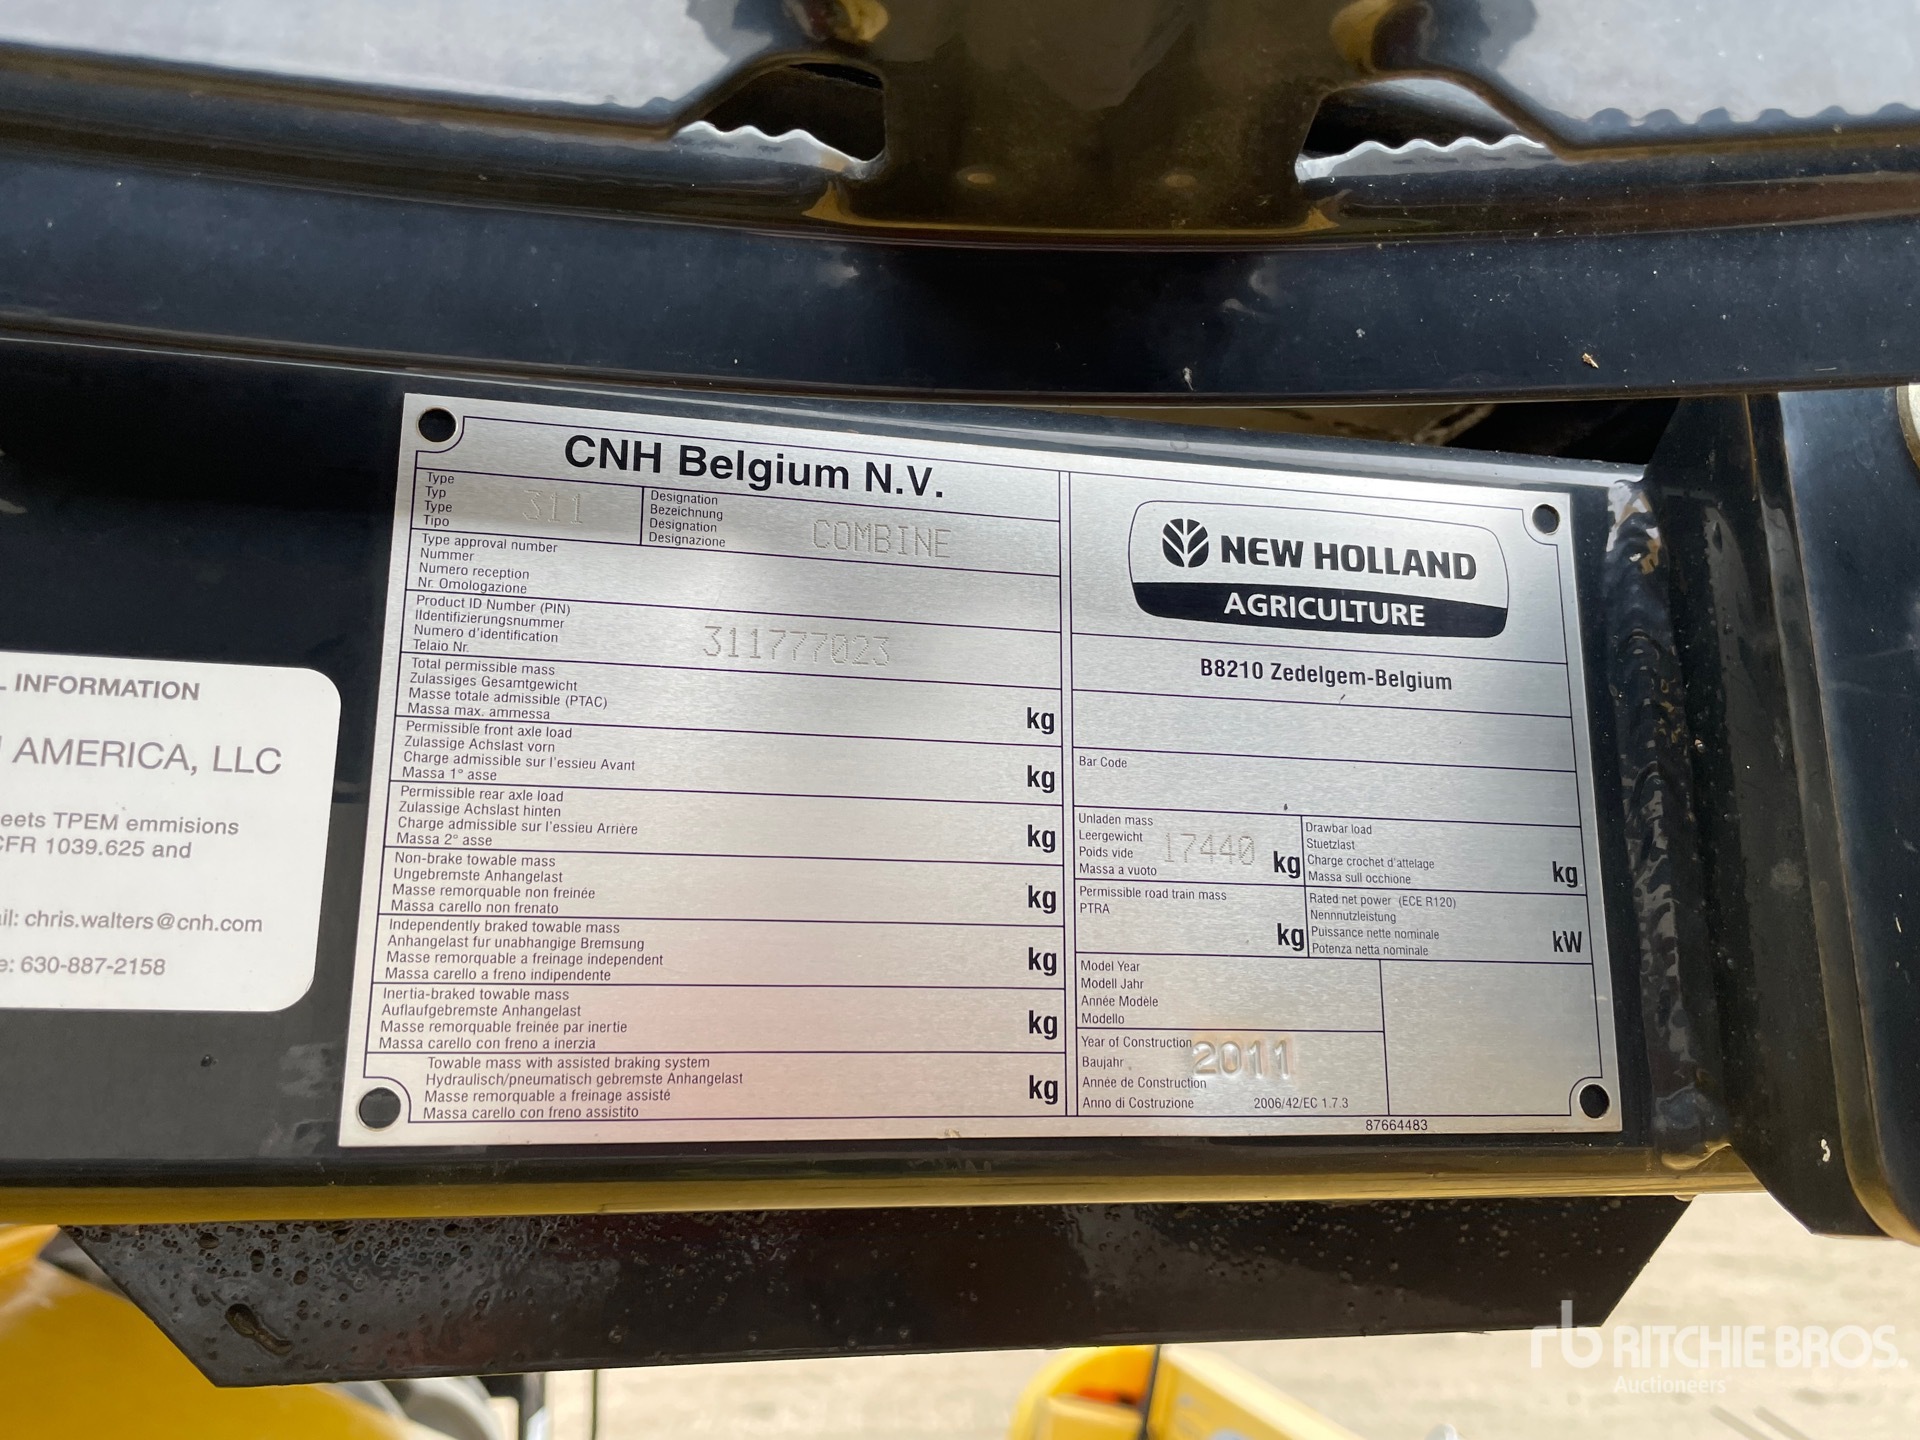 CNH Belgium N.V.
Type
Typ
Type
Tipo
311
Designation
Bezeichnung
Designation
Designazione
COMBINE
Type approval number
Nummer
Numero reception
Nr. Omologazione
Product ID Number (PIN)
IIdentifizierungsnummer
Numero d'identification
Telaio Nr.
311777023
Total permissible mass
Zulassiges Gesamtgewicht
Masse totale admissible (PTAC)
Massa max. ammessa
kg
Permissible front axle load
Zulassige Achslast vorn
Charge admissible sur l'essieu Avant
Massa 1° asse
kg
Permissible rear axle load
Zulassige Achslast hinten
Charge admissible sur l'essieu Arrière
Massa 2° asse
kg
Non-brake towable mass
Ungebremste Anhangelast
Masse remorquable non freinée
Massa carello non frenato
kg
Independently braked towable mass
Anhangelast fur unabhangige Bremsung
Masse remorquable a freinage independent
Massa carello a freno indipendente
kg
Inertia-braked towable mass
Auflaufgebremste Anhangelast
Masse remorquable freinée par inertie
Massa carello con freno a inerzia
kg
Towable mass with assisted braking system
Hydraulisch/pneumatisch gebremste Anhangelast
Masse remorquable a freinage assisté
Massa carello con freno assistito
kg
NEW HOLLAND
AGRICULTURE
B8210 Zedelgem-Belgium
Bar Code
Unladen mass
Leergewicht
Poids vide
Massa a vuoto
17440 kg
Drawbar load
Stuetzlast
Charge crochet d'attelage
Massa sull occhione
kg
Permissible road train mass
PTRA
kg
Rated net power (ECE R120)
Nennnutzleistung
Puissance nette nominale
Potenza netta nominale
kW
Model Year
Modell Jahr
Année Modèle
Modello
Year of Construction
Baujahr
Année de Construction
Anno di Costruzione
2011
2006/42/EC 1.7.3
87664483
L INFORMATION
AMERICA, LLC
eets TPEM emmisions
CFR 1039.625 and
il: chris.walters@cnh.com
e: 630-887-2158
rb RITCHIE BROS.
Auctioneers